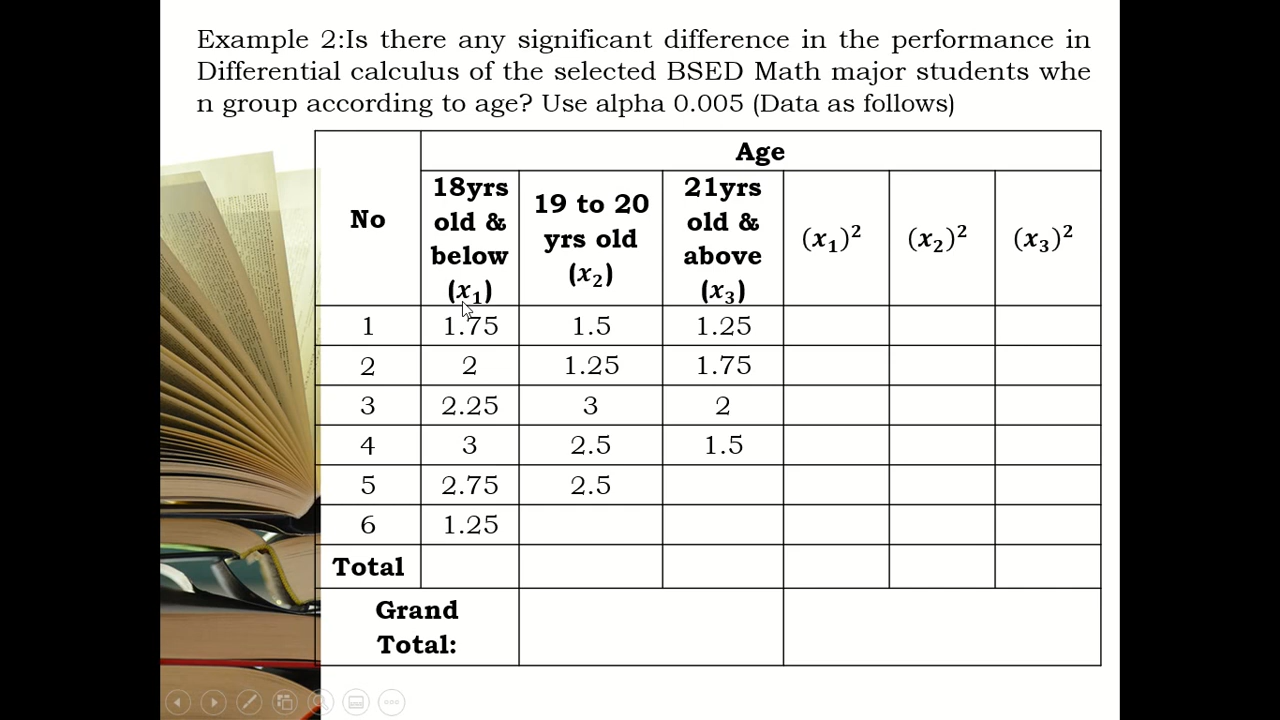 Example 2:Is there any significant difference in the performance in
Differential calculus of the selected BSED Math major students whe
n group according to age? Use alpha 0.005 (Data as follows)
No
Age
18yrs old & below (x₁)
19 to 20 yrs old (x₂)
21yrs old & above (x₃)
(x₁)²
(x₂)²
(x₃)²
1 1.75 1.5 1.25
2 2 1.25 1.75
3 2.25 3 2
4 3 2.5 1.5
5 2.75 2.5
6 1.25
Total
Grand
Total: